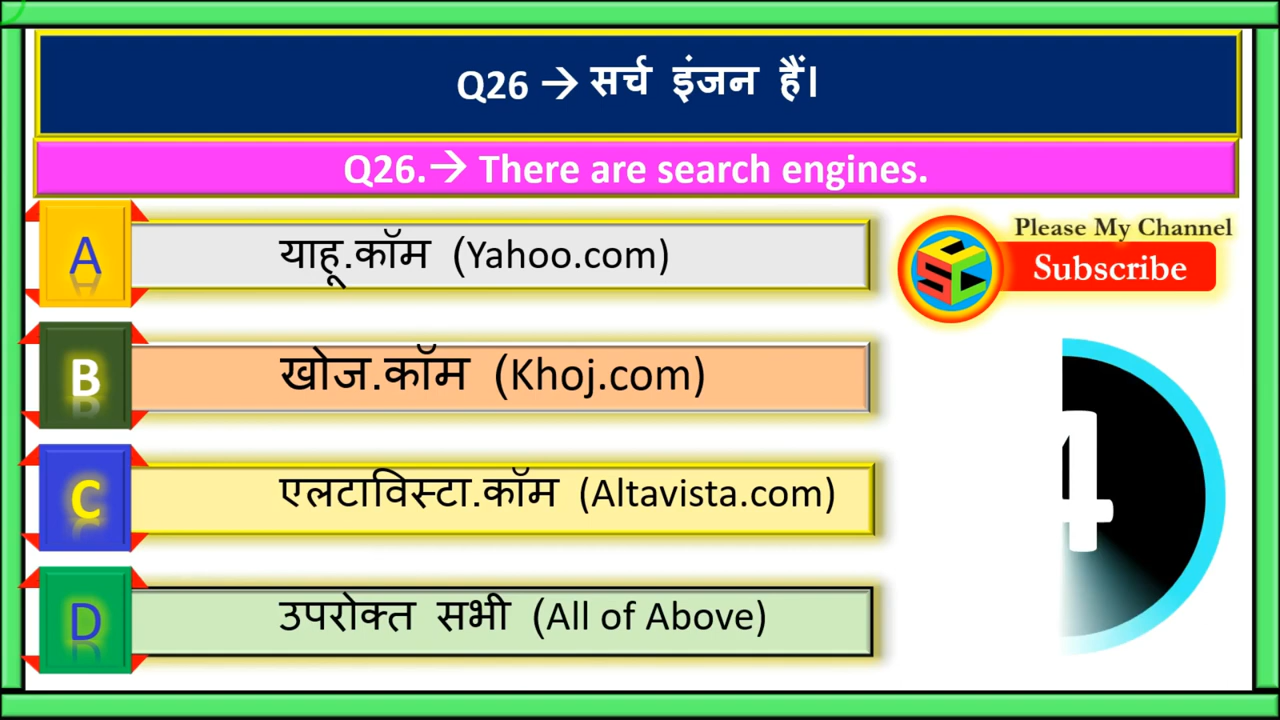 Q26 → सर्च इंजन हैं।
Q26.→ There are search engines.
A याहू.कॉम (Yahoo.com)
Please My Channel
Subscribe
B खोज.कॉम (Khoj.com)
C एलटाविस्टा.कॉम (Altavista.com)
4
D उपरोक्त सभी (All of Above)